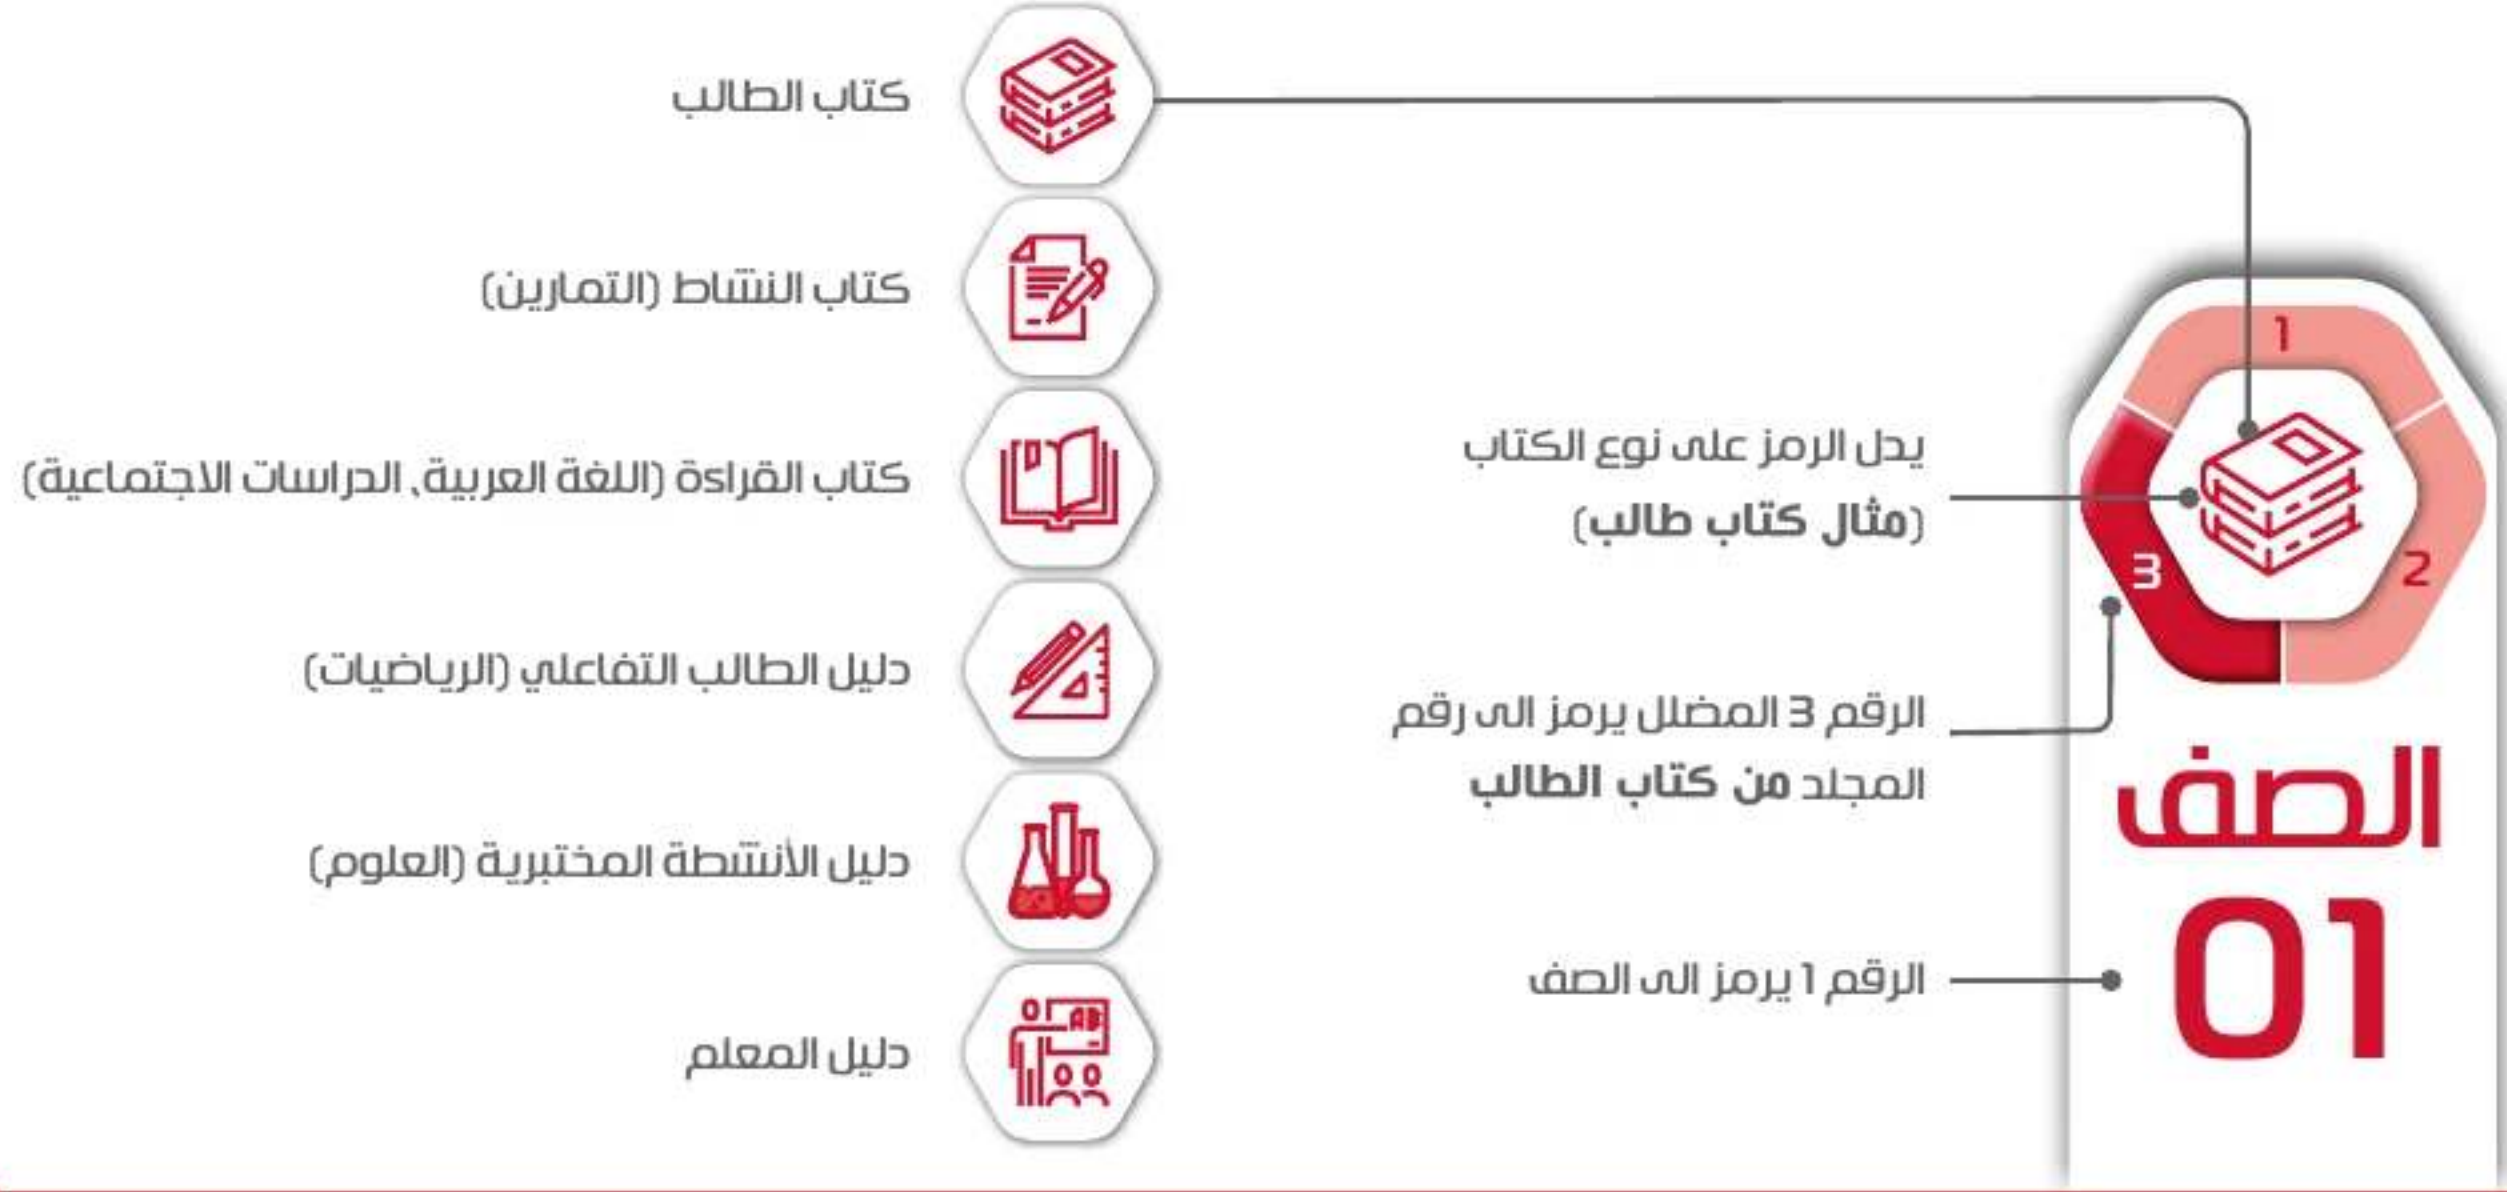 1
2
3
الصف
01
يدل الرمز على نوع الكتاب
(مثال كتاب طالب)
الرقم 3 المضلل يرمز الى رقم
المجلد من كتاب الطالب
الرقم 1 يرمز الى الصف
كتاب الطالب
كتاب النشاط (التمارين)
كتاب القراءة (اللغة العربية، الدراسات الاجتماعية)
دليل الطالب التفاعلي (الرياضيات)
دليل الأنشطة المختبرية (العلوم)
AB
دليل المعلم